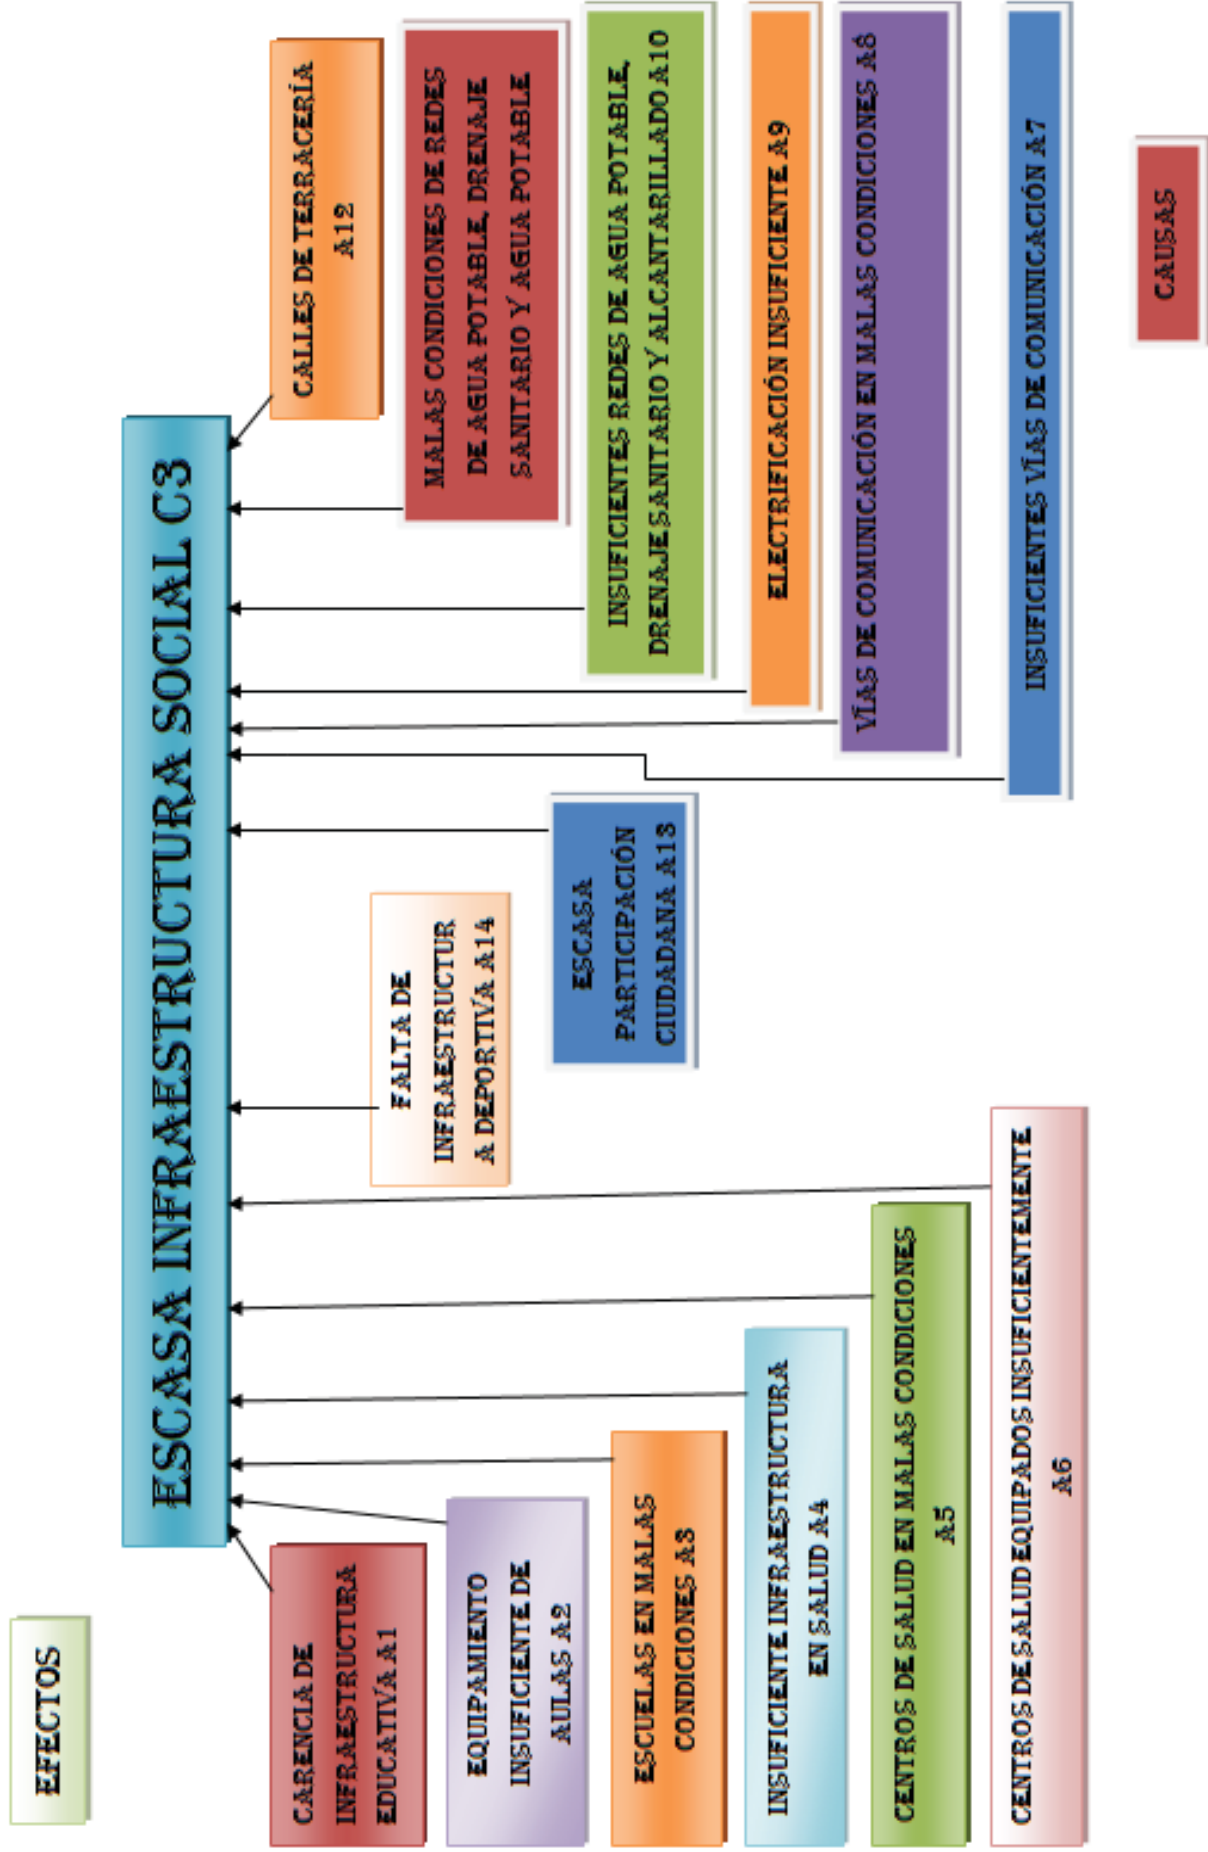 EFECTOS
ESCASA INFRAESTRUCTURA SOCIAL C3
CARENCIA DE
INFRAESTRUCTURA
EDUCATIVA A1
EQUIPAMIENTO
INSUFICIENTE DE
AULAS A2
ESCUELAS EN MALAS
CONDICIONES A3
INSUFICIENTE INFRAESTRUCTURA
EN SALUD A4
CENTROS DE SALUD EN MALAS CONDICIONES
A5
CENTROS DE SALUD EQUIPADOS INSUFICIENTEMENTE
A6
FALTA DE
INFRAESTRUCTUR
A DEPORTIVA A14
ESCASA
PARTICIPACIÓN
CIUDADANA A13
CALLES DE TERRACERÍA
A12
MALAS CONDICIONES DE REDES
DE AGUA POTABLE, DRENAJE
SANITARIO Y AGUA POTABLE
INSUFICIENTES REDES DE AGUA POTABLE,
DRENAJE SANITARIO Y ALCANTARILLADO A10
ELECTRIFICACIÓN INSUFICIENTE A9
VÍAS DE COMUNICACIÓN EN MALAS CONDICIONES A8
INSUFICIENTES VÍAS DE COMUNICACIÓN A7
CAUSAS